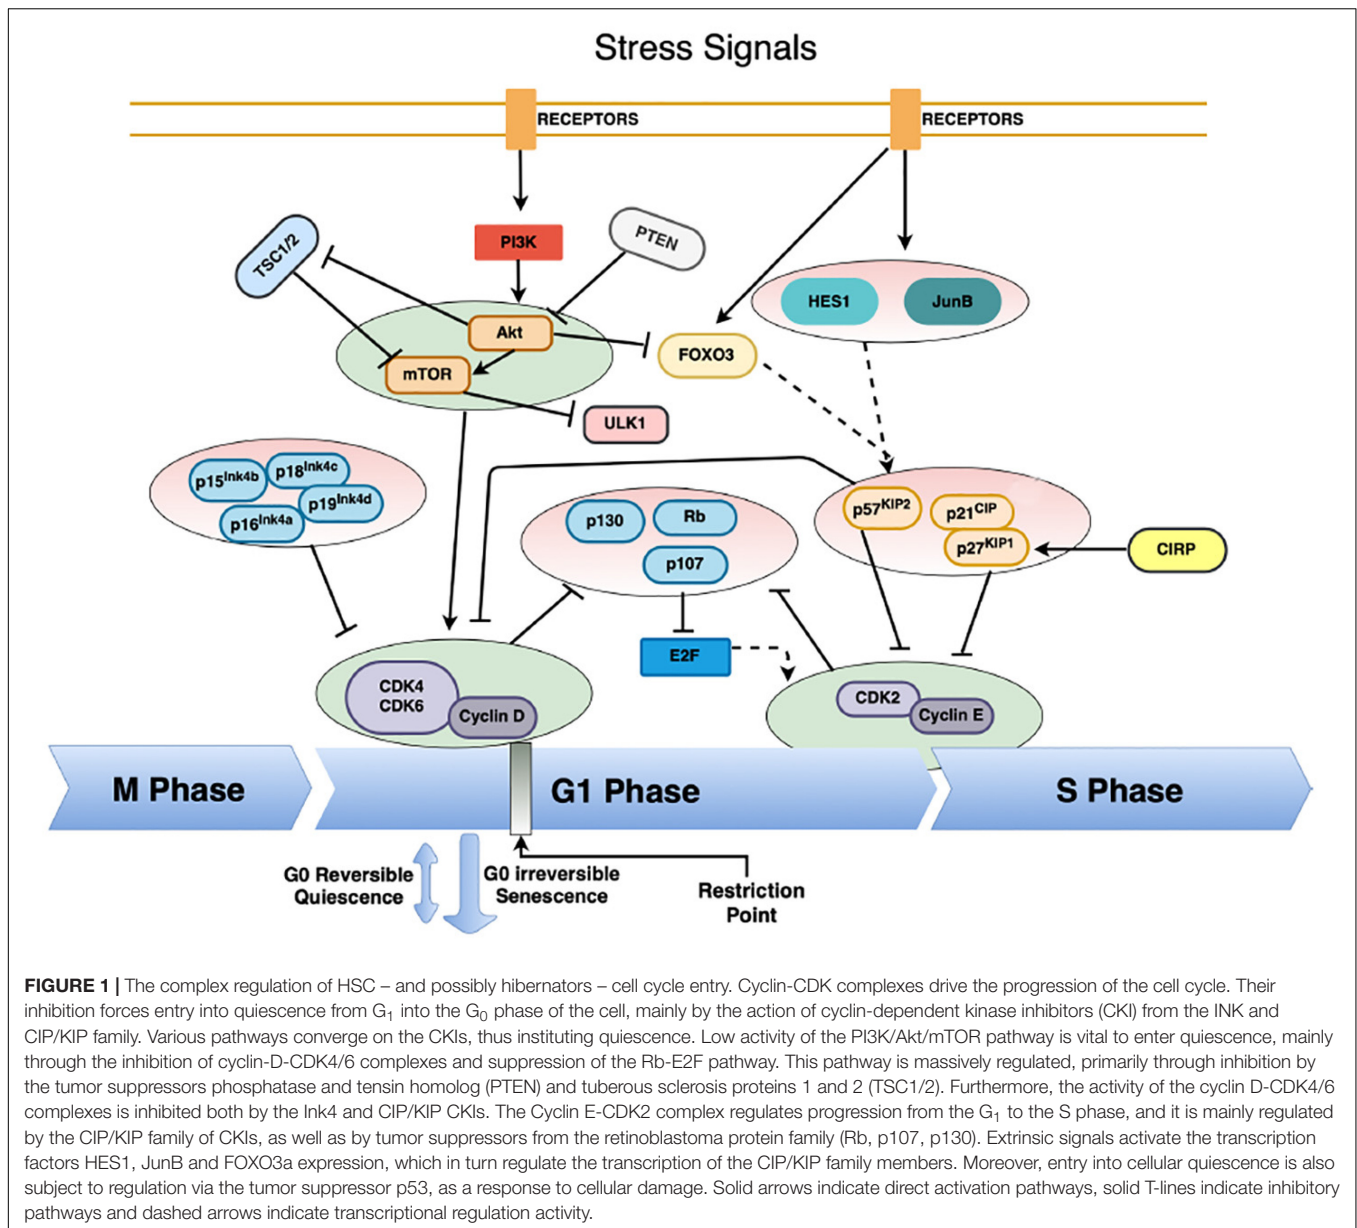 Stress Signals
RECEPTORS
RECEPTORS
TSC1/2
PI3K
PTEN
HES1
JunB
Akt
FOXO3
mTOR
ULK1
p15Ink4b
p18Ink4c
p19Ink4d
p16Ink4a
p130
Rb
p107
p57KIP2
p21CIP
p27KIP1
CIRP
E2F
CDK4
CDK6
Cyclin D
CDK2
Cyclin E
M Phase
G1 Phase
S Phase
G0 Reversible
Quiescence
G0 irreversible
Senescence
Restriction
Point
FIGURE 1 | The complex regulation of HSC – and possibly hibernators – cell cycle entry. Cyclin-CDK complexes drive the progression of the cell cycle. Their
inhibition forces entry into quiescence from G1 into the G0 phase of the cell, mainly by the action of cyclin-dependent kinase inhibitors (CKI) from the INK and
CIP/KIP family. Various pathways converge on the CKIs, thus instituting quiescence. Low activity of the PI3K/Akt/mTOR pathway is vital to enter quiescence, mainly
through the inhibition of cyclin-D-CDK4/6 complexes and suppression of the Rb-E2F pathway. This pathway is massively regulated, primarily through inhibition by
the tumor suppressors phosphatase and tensin homolog (PTEN) and tuberous sclerosis proteins 1 and 2 (TSC1/2). Furthermore, the activity of the cyclin D-CDK4/6
complexes is inhibited both by the Ink4 and CIP/KIP CKIs. The Cyclin E-CDK2 complex regulates progression from the G1 to the S phase, and it is mainly regulated
by the CIP/KIP family of CKIs, as well as by tumor suppressors from the retinoblastoma protein family (Rb, p107, p130). Extrinsic signals activate the transcription
factors HES1, JunB and FOXO3a expression, which in turn regulate the transcription of the CIP/KIP family members. Moreover, entry into cellular quiescence is also
subject to regulation via the tumor suppressor p53, as a response to cellular damage. Solid arrows indicate direct activation pathways, solid T-lines indicate inhibitory
pathways and dashed arrows indicate transcriptional regulation activity.